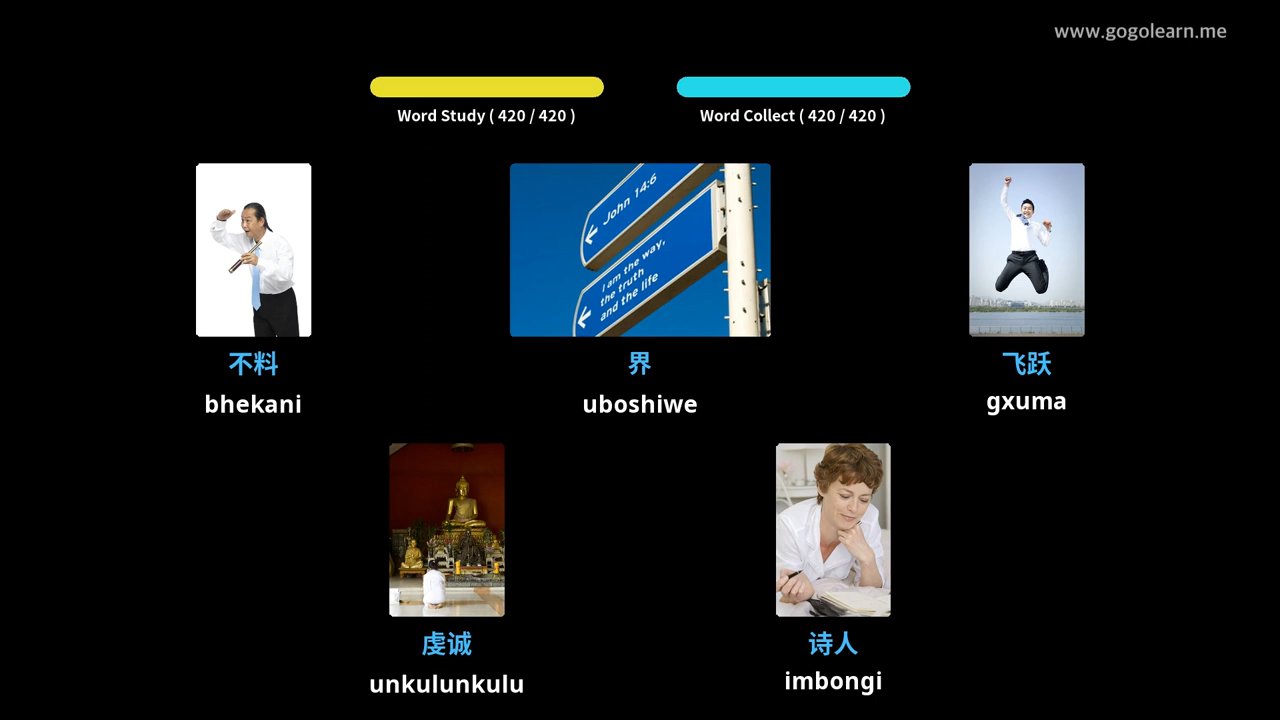 www.gogolearn.me
Word Study ( 420 / 420 )
Word Collect ( 420 / 420 )
John 14:6
I am the way,
the truth
and the life
不料
界
飞跃
bhekani
uboshiwe
gxuma
虔诚
诗人
unkulunkulu
imbongi